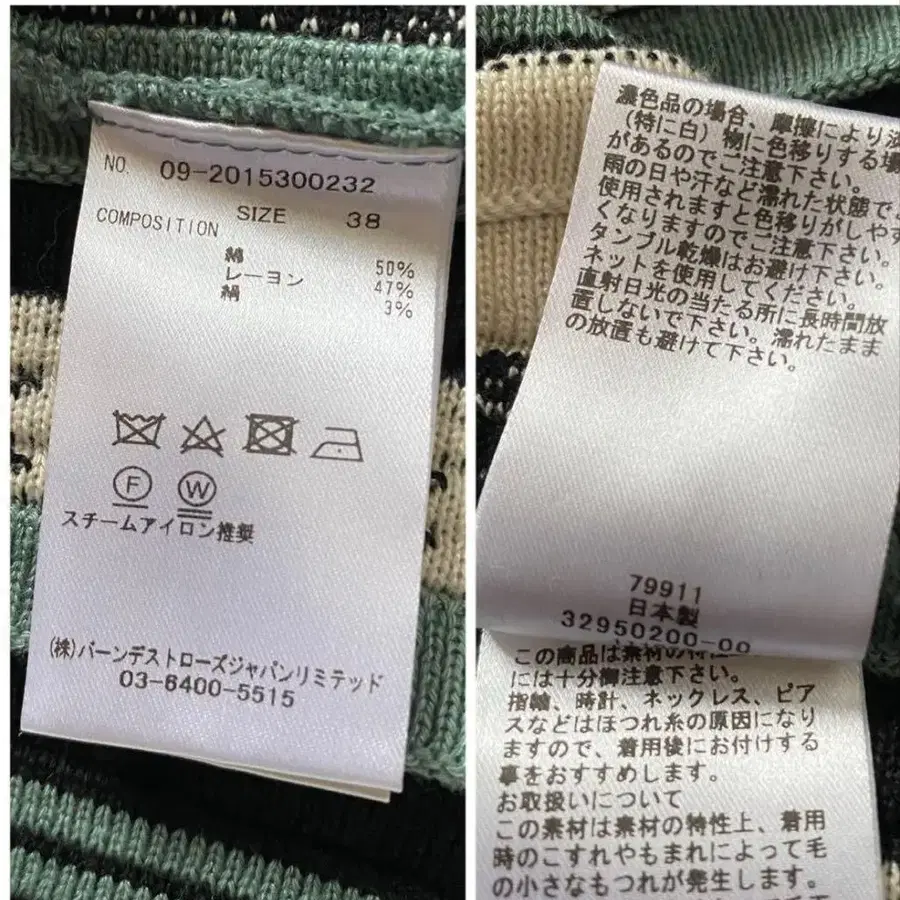 NO. 09-2015300232
SIZE 38
COMPOSITION
綿 50%
レーヨン 47%
絹 3%
F W
スチームアイロン推奨
(株)バーンデストローズジャパンリミテッド
03-6400-5515
濃色品の場合、摩擦により淡
(特に白)物に色移りする場
があるのでご注意下さい。
雨の日や汗など濡れた状態で
使用されますと色移りがしやす
くなりますのでご注意下さい。
タンブル乾燥はお避け下さい。
ネットを使用してください。
直射日光の当たる所に長時間放
置しないで下さい。濡れたまま
の放置も避けて下さい。
79911
日本製
32950200-00
この商品は素材の特性
には十分御注意下さい。
指輪、時計、ネックレス、ピア
スなどはほつれ糸の原因になり
ますので、着用後にお付けする
事をおすすめします。
お取扱いについて
この素材は素材の特性上、着用
時のこすれやもまれによって毛
の小さなもつれが発生します。